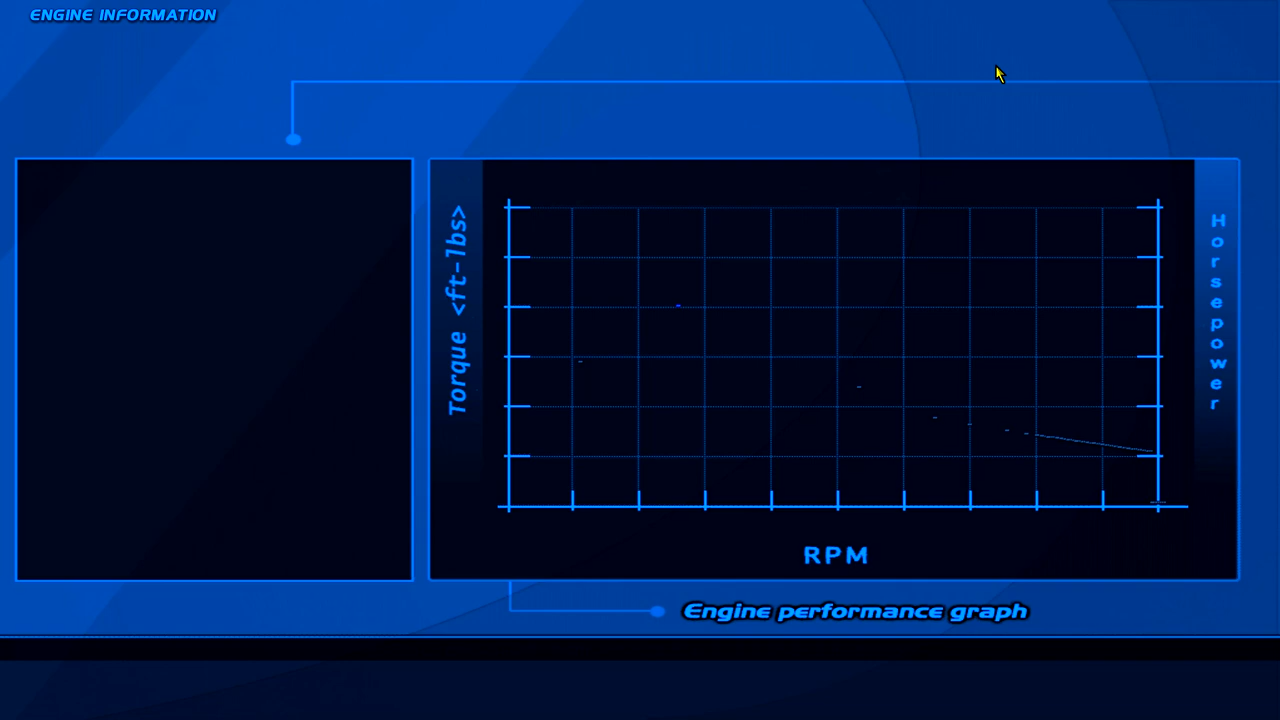 ENGINE INFORMATION
Torque <ft-lbs>
Horsepower
RPM
Engine performance graph